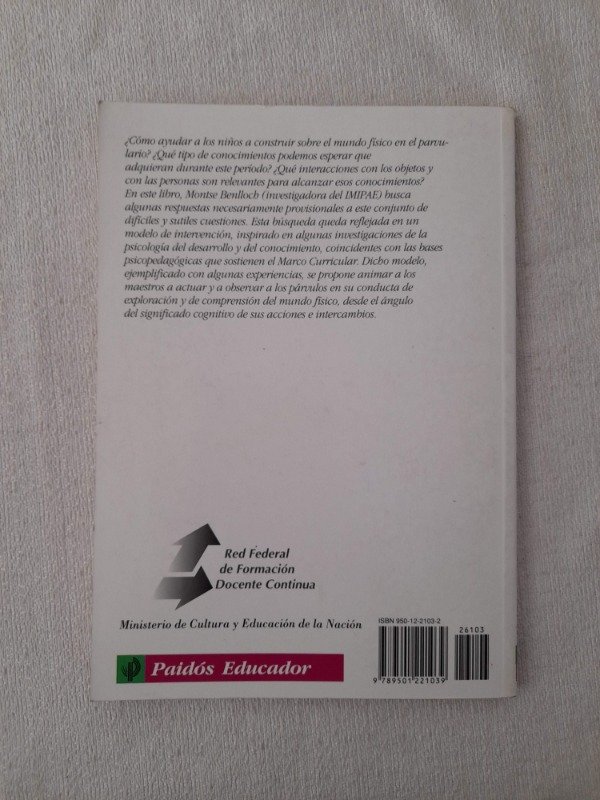 ¿Cómo ayudar a los niños a construir sobre el mundo físico en el parvu-
lario? ¿Qué tipo de conocimientos podemos esperar que
adquieran durante este período? ¿Qué interacciones con los objetos y
con las personas son relevantes para alcanzar esos conocimientos?
En este libro, Montse Benlloch (investigadora del IMIPAE) busca
algunas respuestas necesariamente provisionales a este conjunto de
difíciles y sutiles cuestiones. Esta búsqueda queda reflejada en un
modelo de intervención, inspirado en algunas investigaciones de la
psicología del desarrollo y del conocimiento, coincidentes con las bases
psicopedagógicas que sostienen el Marco Curricular. Dicho modelo,
ejemplificado con algunas experiencias, se propone animar a los
maestros a actuar y a observar a los párvulos en su conducta de
exploración y de comprensión del mundo físico, desde el ángulo
del significado cognitivo de sus acciones e intercambios.
Red Federal
de Formación
Docente Continua
Ministerio de Cultura y Educación de la Nación
Paidós Educador
ISBN 950-12-2103-2
26103
9 789501 221039